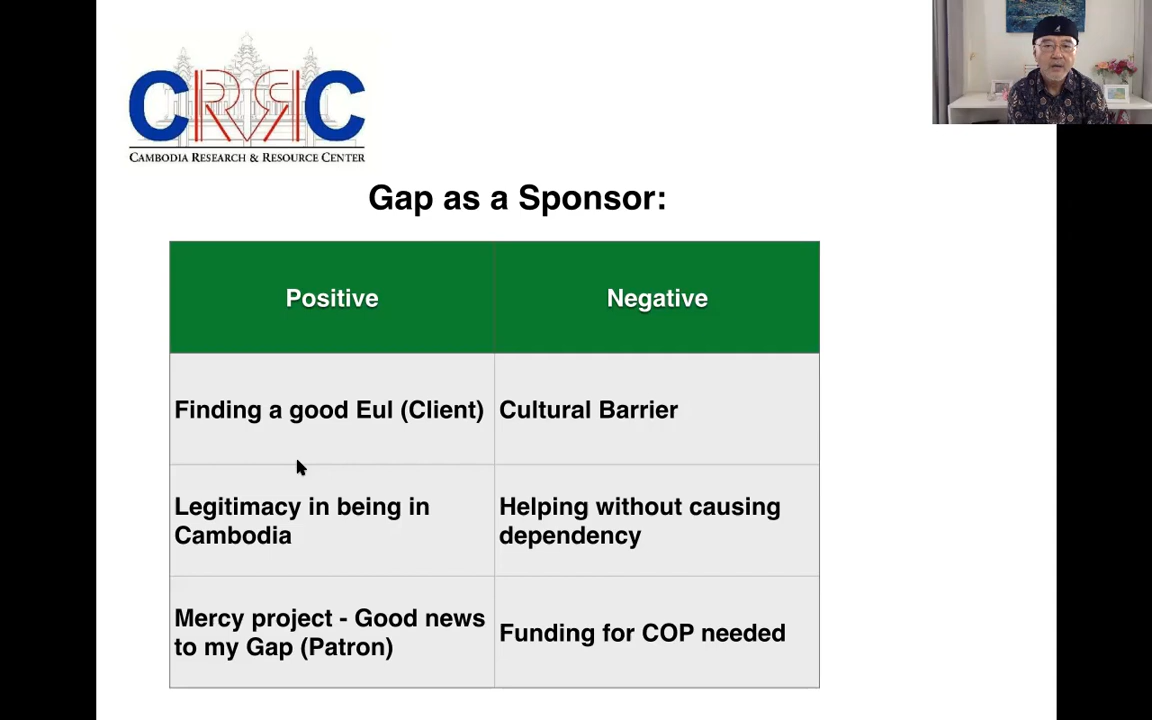 CRRC
CAMBODIA RESEARCH & RESOURCE CENTER
Gap as a Sponsor:
Positive
Negative
Finding a good Eul (Client)
Cultural Barrier
Legitimacy in being in
Cambodia
Helping without causing
dependency
Mercy project - Good news
to my Gap (Patron)
Funding for COP needed